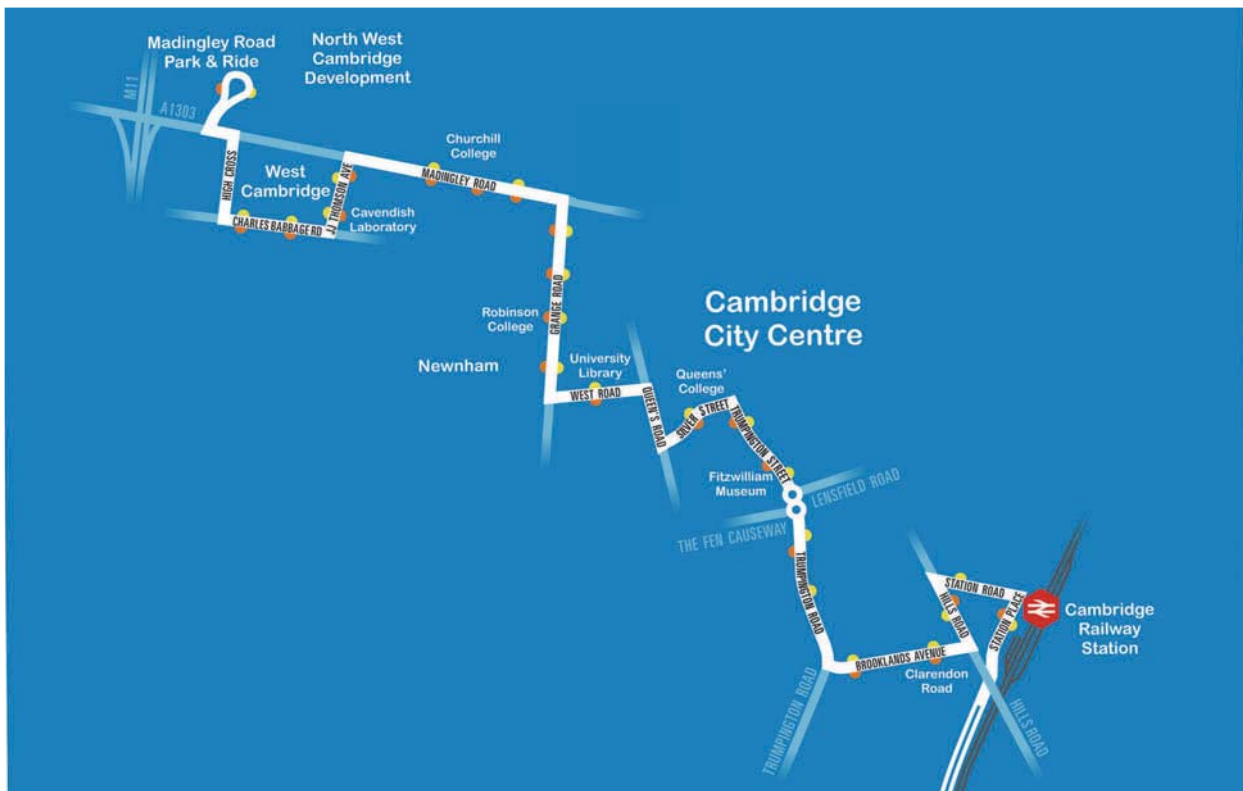 Madingley Road
Park & Ride
North West
Cambridge
Development
M11
A1303
HIGH CROSS
West
Cambridge
CHARLES BABBAGE RD
JJ THOMSON AVE
Cavendish
Laboratory
Churchill
College
MADINGLEY ROAD
GRANGE ROAD
Robinson
College
Newnham
University
Library
WEST ROAD
QUEEN'S ROAD
Cambridge
City Centre
Queens'
College
SILVER STREET
TRUMPINGTON STREET
Fitzwilliam
Museum
LENSFIELD ROAD
THE FEN CAUSEWAY
TRUMPINGTON ROAD
TRUMPINGTON ROAD
BROOKLANDS AVENUE
Clarendon
Road
HILLS ROAD
STATION ROAD
STATION PLACE
Cambridge
Railway
Station
HILLS ROAD